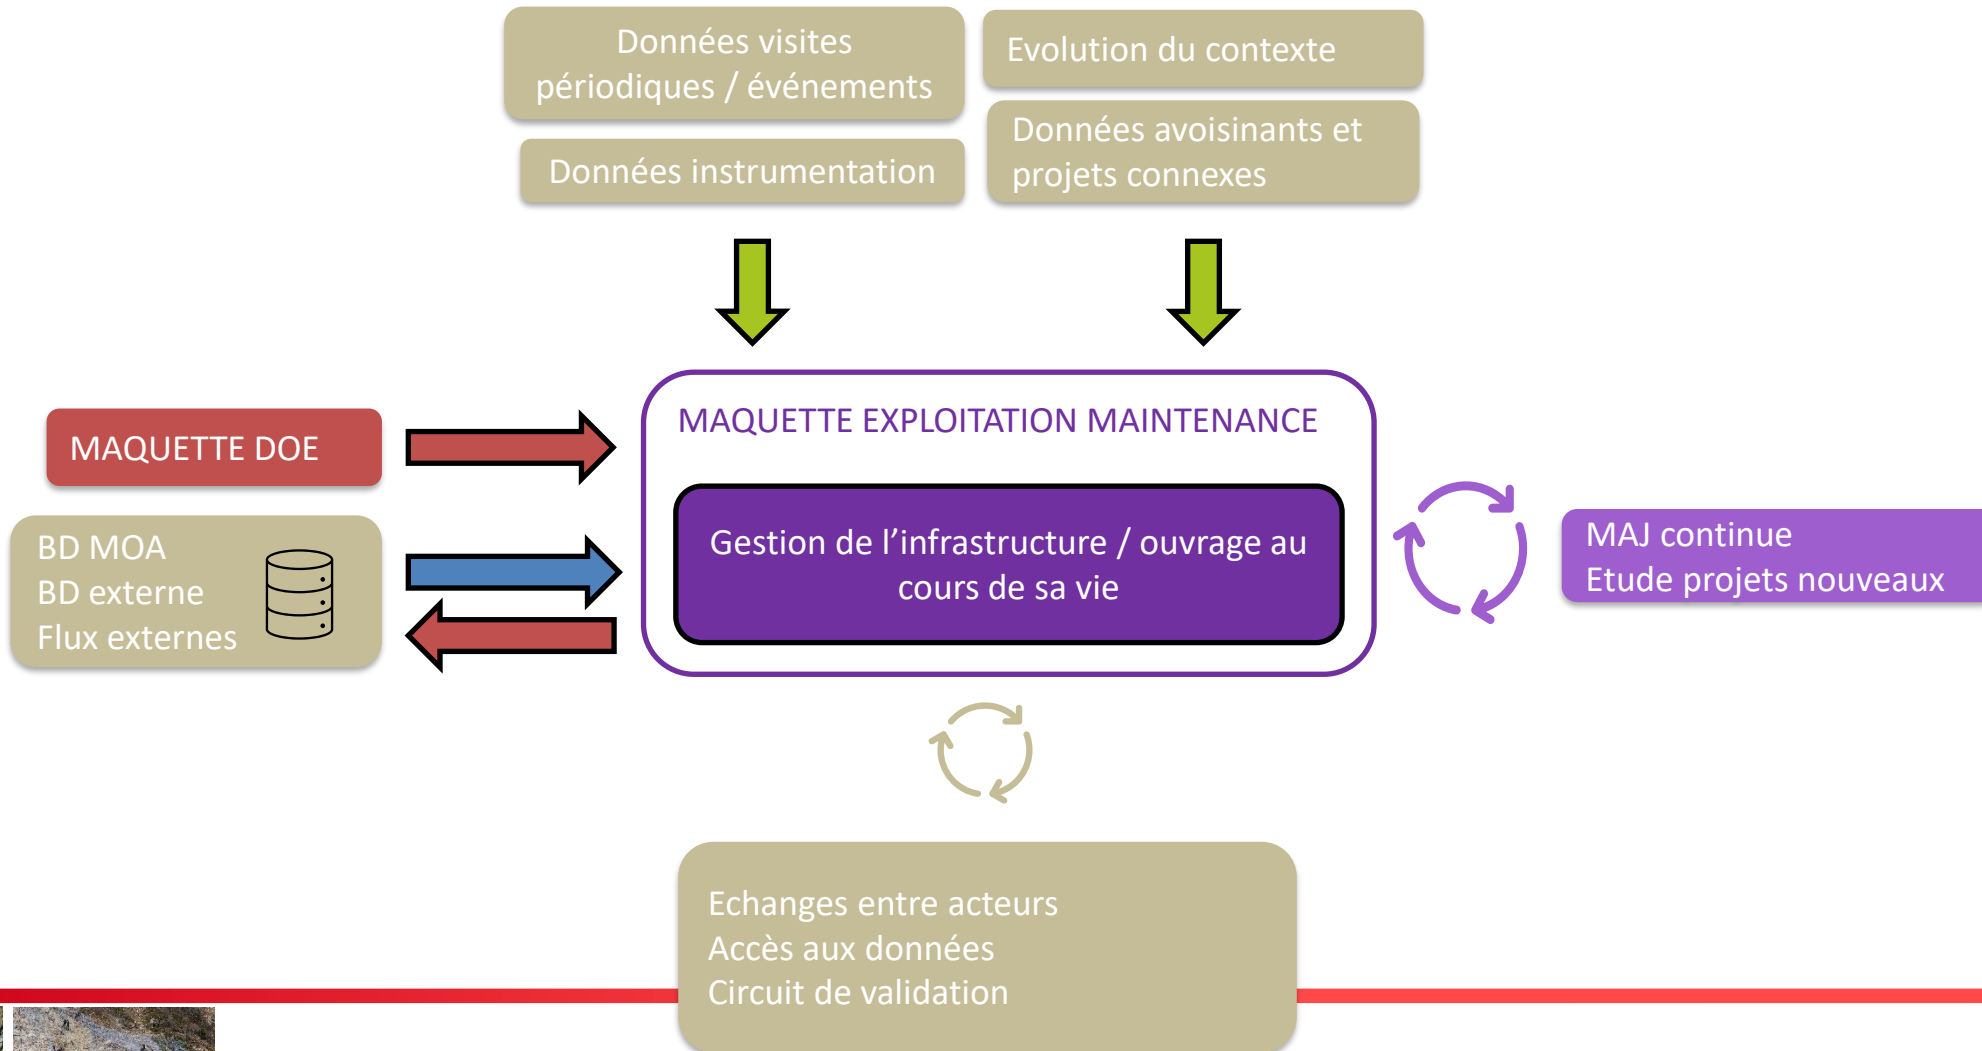 Données visites
périodiques / événements
Evolution du contexte
Données instrumentation
Données avoisinants et
projets connexes
MAQUETTE DOE
MAQUETTE EXPLOITATION MAINTENANCE
BD MOA
BD externe
Flux externes
Gestion de l’infrastructure / ouvrage au
cours de sa vie
MAJ continue
Etude projets nouveaux
Echanges entre acteurs
Accès aux données
Circuit de validation